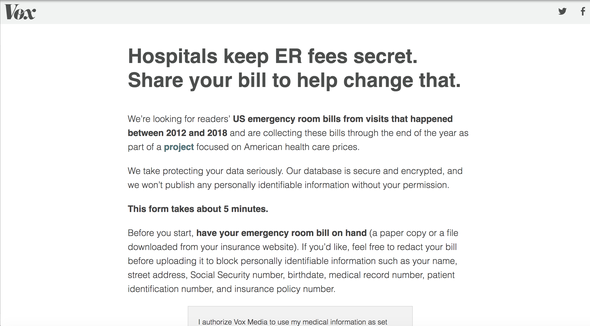 Vox
Hospitals keep ER fees secret.
Share your bill to help change that.
We're looking for readers' US emergency room bills from visits that happened
between 2012 and 2018 and are collecting these bills through the end of the year as
part of a project focused on American health care prices.
We take protecting your data seriously. Our database is secure and encrypted, and
we won't publish any personally identifiable information without your permission.
This form takes about 5 minutes.
Before you start, have your emergency room bill on hand (a paper copy or a file
downloaded from your insurance website). If you'd like, feel free to redact your bill
before uploading it to block personally identifiable information such as your name,
street address, Social Security number, birthdate, medical record number, patient
identification number, and insurance policy number.
I authorize Vox Media to use my medical information as set